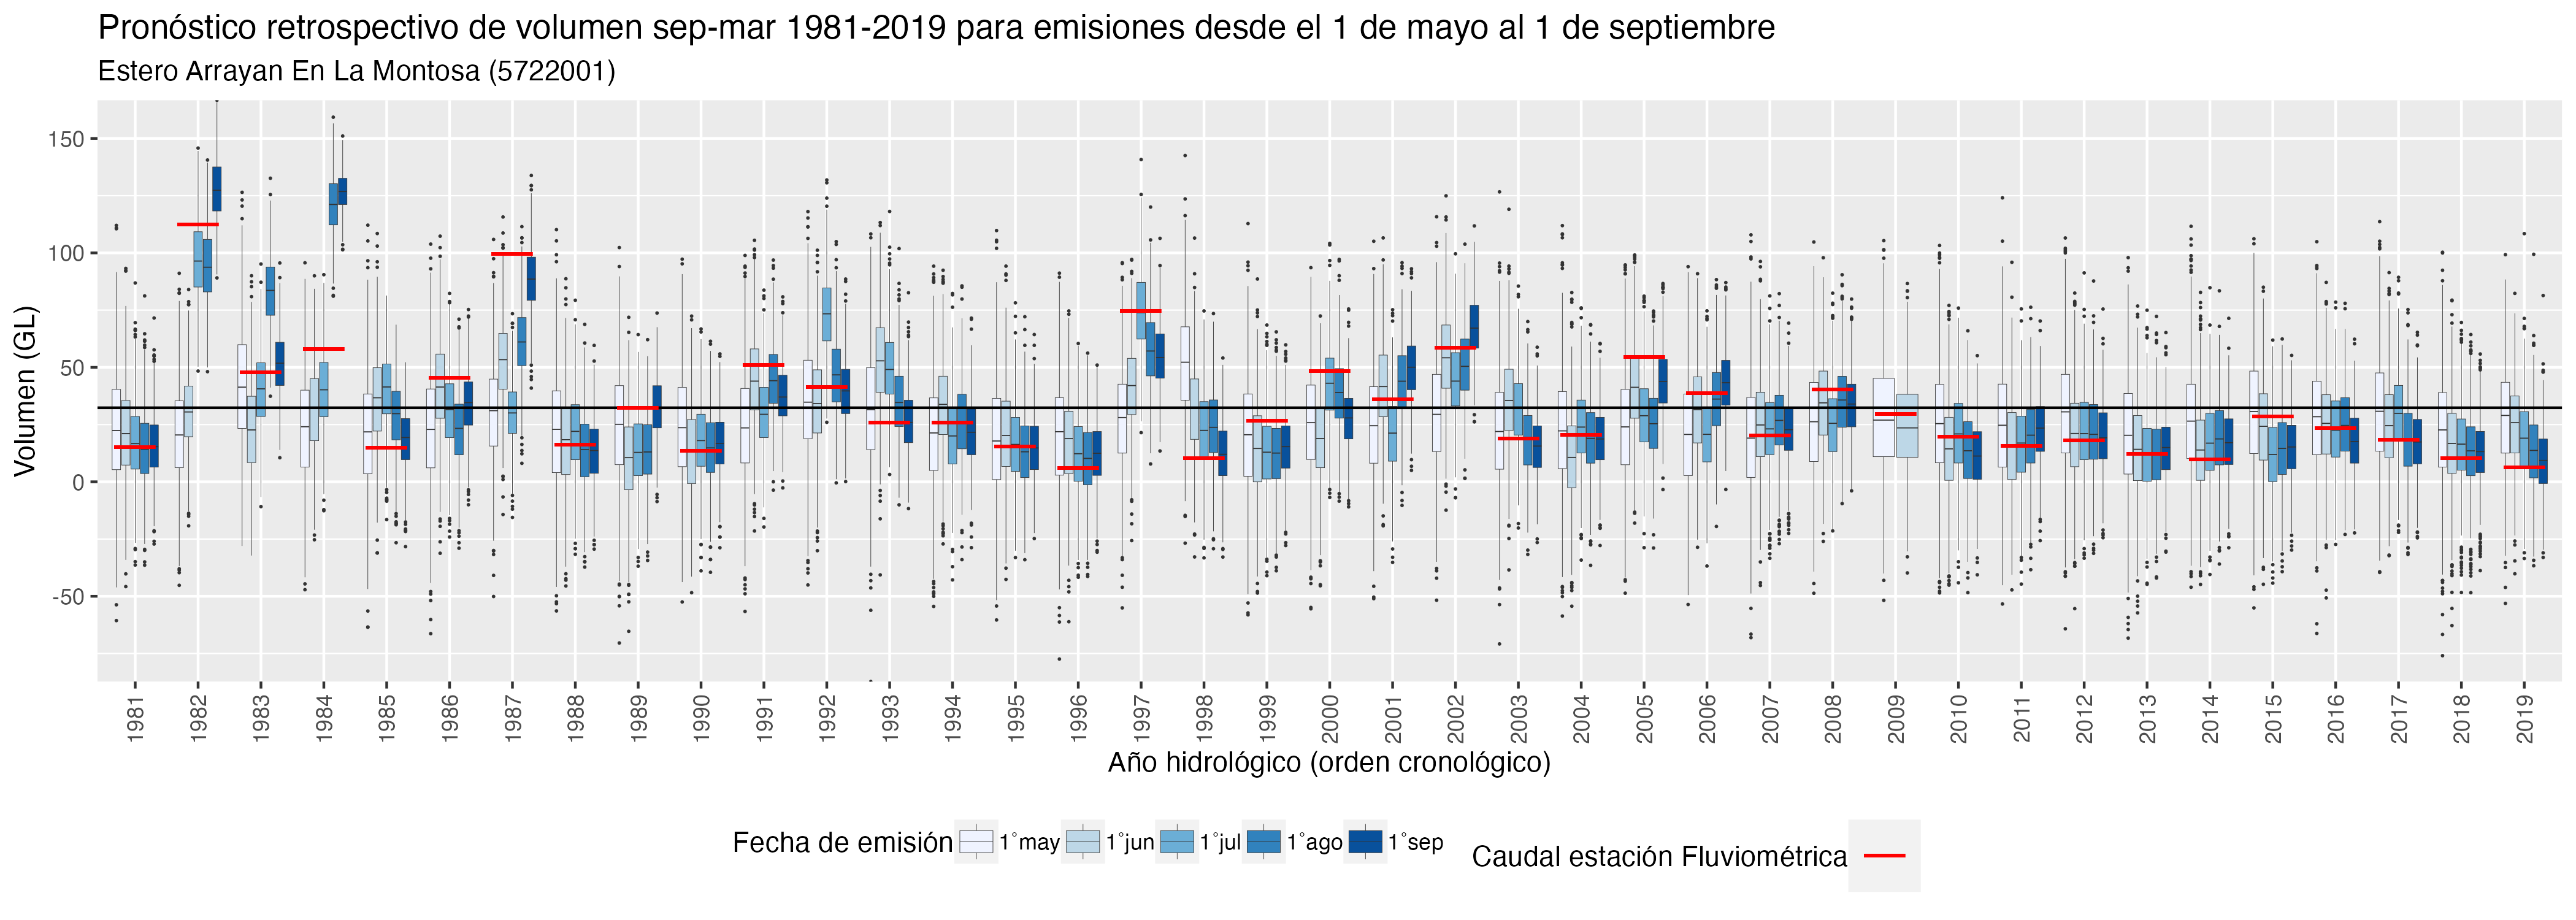 Pronóstico retrospectivo de volumen sep-mar 1981-2019 para emisiones desde el 1 de mayo al 1 de septiembre
Estero Arrayan En La Montosa (5722001)
Volumen (GL)
150
100
50
0
-50
1981 1982 1983 1984 1985 1986 1987 1988 1989 1990 1991 1992 1993 1994 1995 1996 1997 1998 1999 2000 2001 2002 2003 2004 2005 2006 2007 2008 2009 2010 2011 2012 2013 2014 2015 2016 2017 2018 2019
Año hidrológico (orden cronológico)
Fecha de emisión 1°may 1°jun 1°jul 1°ago 1°sep Caudal estación Fluviométrica